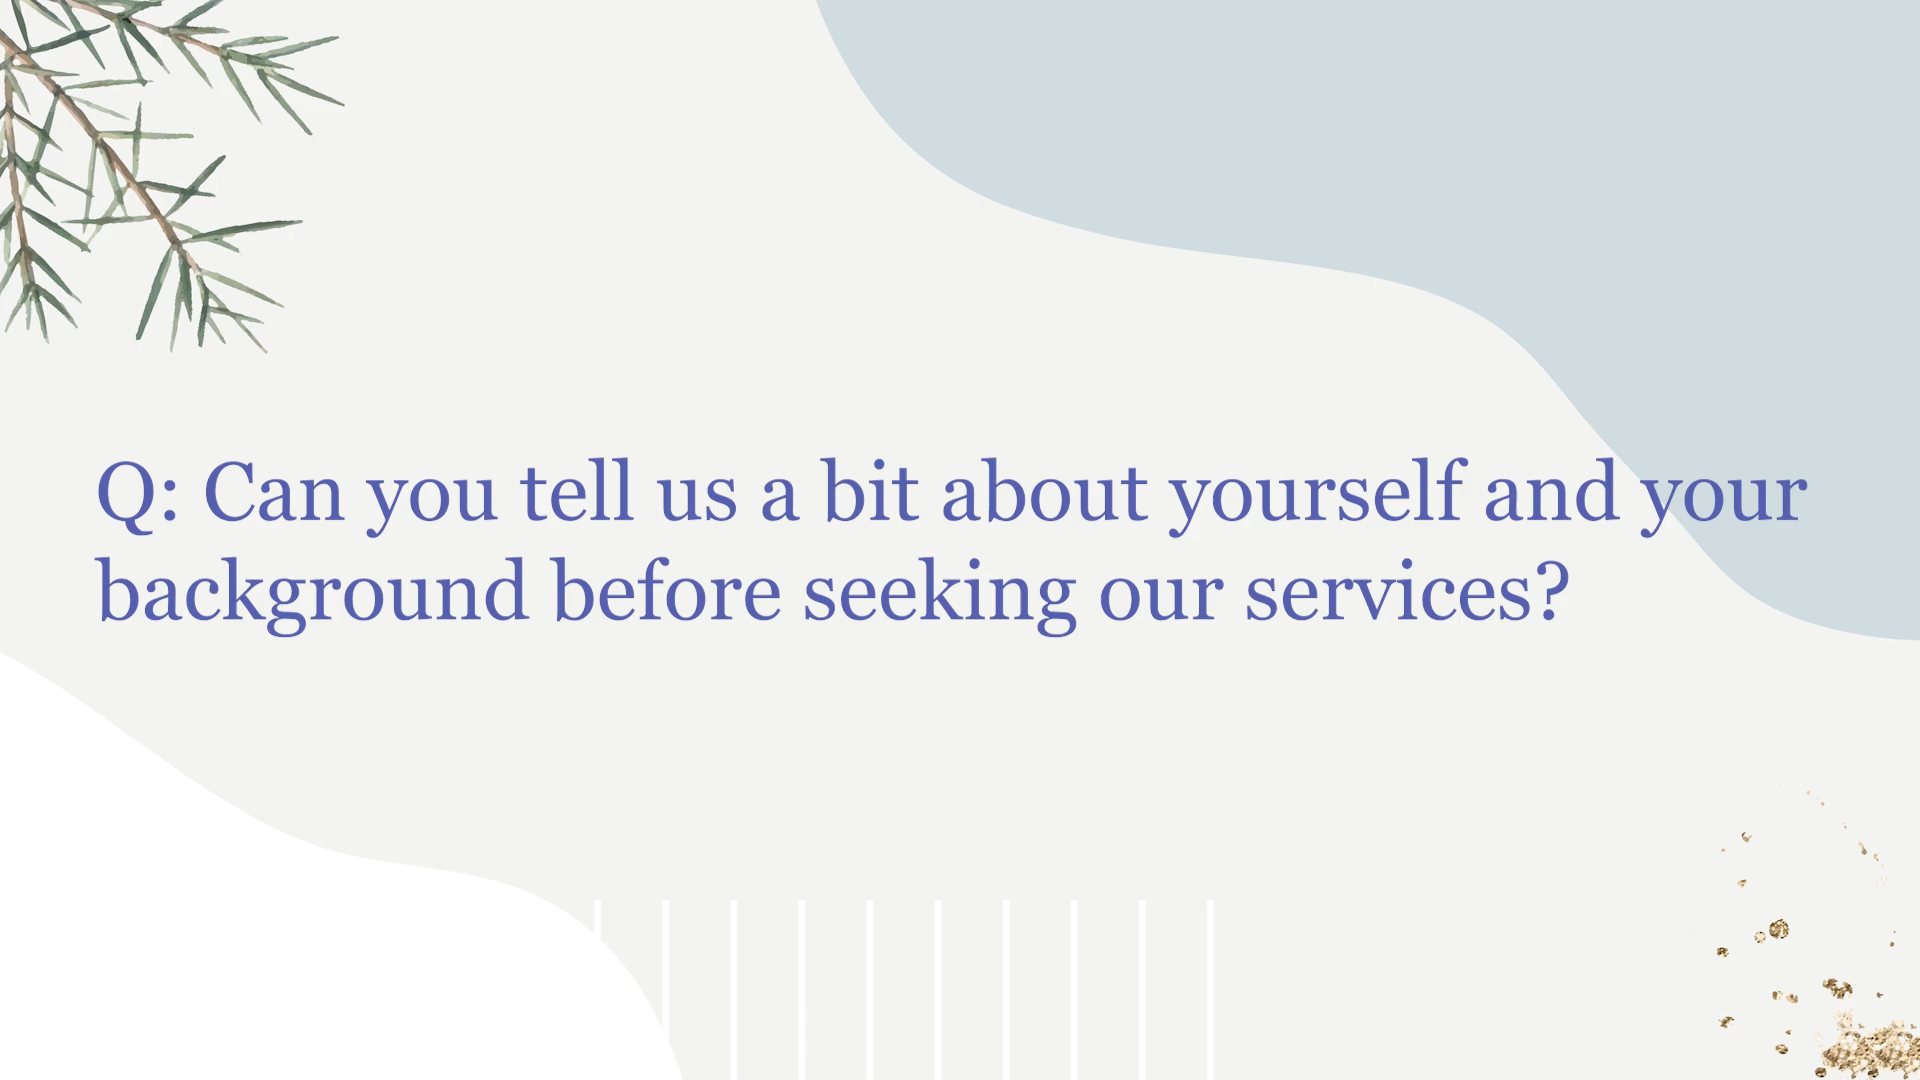 Q: Can you tell us a bit about yourself and your
background before seeking our services?